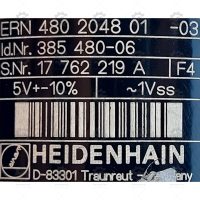 ERN 480 2048 01 -03
Id.Nr. 385 480-06
S.Nr. 17 762 219 A F4
5V+-10% ~1Vss
HEIDENHAIN
D-83301 Traunreut Germany